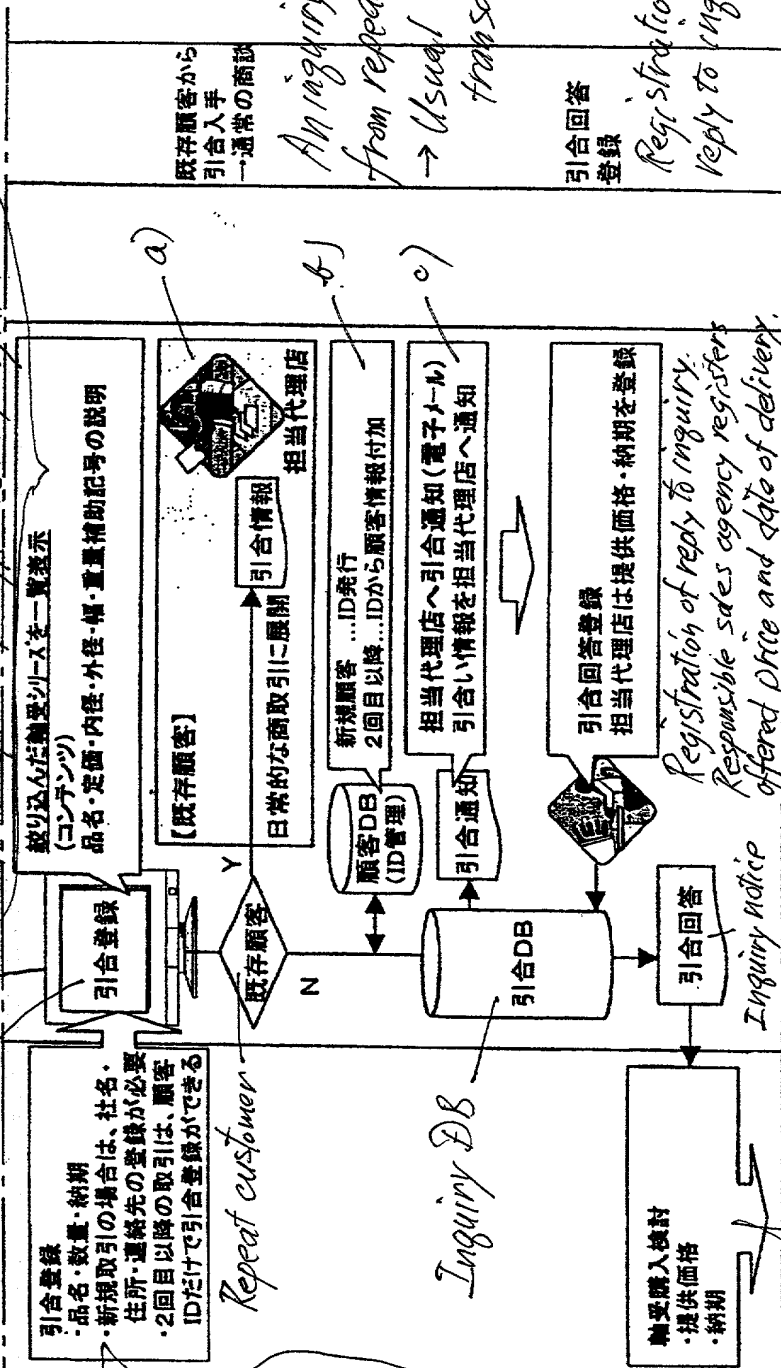 引合登録
・品名・数量・納期
・新規取引の場合は、社名・
住所・連絡先の登録が必要
・2回目以降の取引は、顧客
IDだけで引合登録ができる
Repeat customer
Inquiry DB
軸受購入検討
・提供価格
・納期
引合登録
絞り込んだ軸受シリーズを一覧表示
(コンテンツ)
品名・定価・内径・外径・幅・重量補助記号の説明
既存顧客
Y
N
【既存顧客】
日常的な商取引に展開
引合情報
担当代理店
a)
顧客DB
(ID管理)
新規顧客 …ID発行
2回目以降…IDから顧客情報付加
b)
引合DB
引合通知
担当代理店へ引合通知(電子メール)
引合い情報を担当代理店へ通知
c)
引合回答登録
担当代理店は提供価格・納期を登録
引合回答
Inquiry notice
Registration of reply to inquiry.
Responsible sales agency registers
offered price and date of delivery.
既存顧客から
引合入手
→通常の商談
An inquiry
from
→ Usual
引合回答
登録
reply to